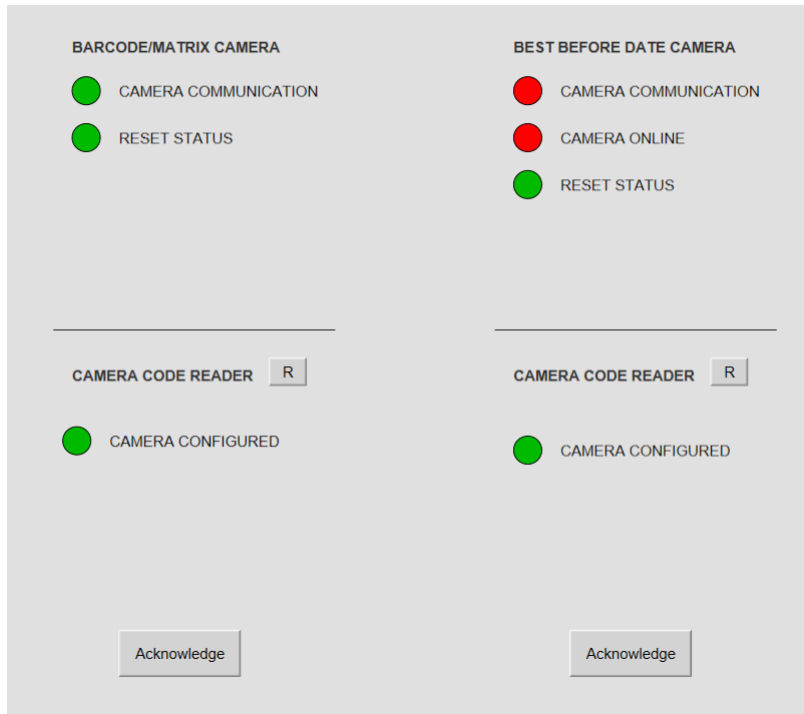 BARCODE/MATRIX CAMERA
CAMERA COMMUNICATION
RESET STATUS
CAMERA CODE READER R
CAMERA CONFIGURED
Acknowledge
BEST BEFORE DATE CAMERA
CAMERA COMMUNICATION
CAMERA ONLINE
RESET STATUS
CAMERA CODE READER R
CAMERA CONFIGURED
Acknowledge